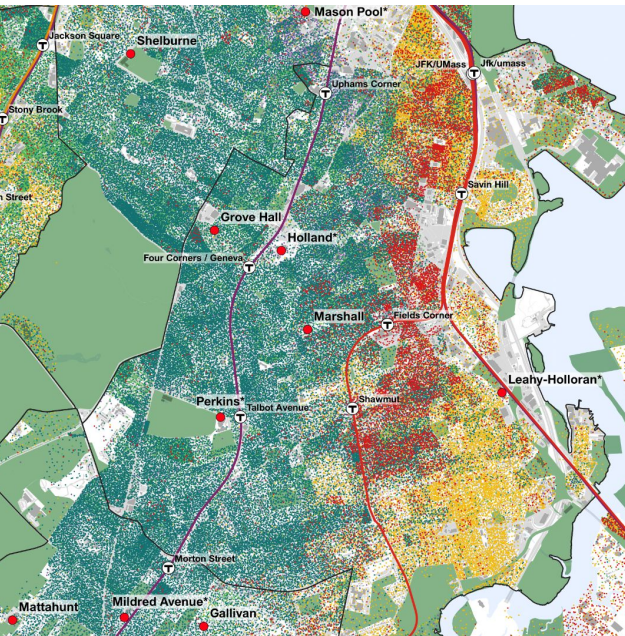 Mason Pool*
Jackson Square
Shelburne
JFK/UMass
Jfk/umass
T
T
Uphams Corner
T
Stony Brook
T
Savin Hill
T
n Street
Grove Hall
Holland*
Four Corners / Geneva
T
Marshall
Fields Corner
T
Leahy-Holloran*
Perkins*
Talbot Avenue
T
Shawmut
T
Morton Street
T
Mattahunt
Mildred Avenue*
Gallivan